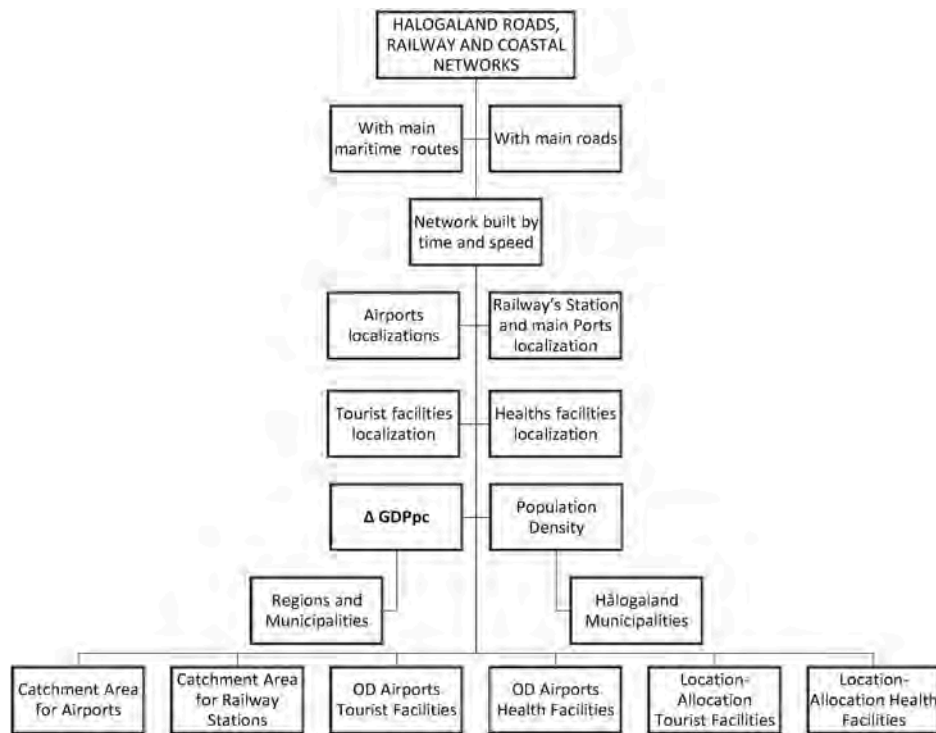 HALOGALAND ROADS,
RAILWAY AND COASTAL
NETWORKS
With main
maritime routes
With main roads
Network built by
time and speed
Airports
localizations
Railway's Station
and main Ports
localization
Tourist facilities
localization
Healths facilities
localization
Δ GDPpc
Population
Density
Regions and
Municipalities
Hålogaland
Municipalities
Catchment Area
for Airports
Catchment Area
for Railway
Stations
OD Airports
Tourist Facilities
OD Airports
Health Facilities
Location-
Allocation
Tourist Facilities
Location-
Allocation Health
Facilities